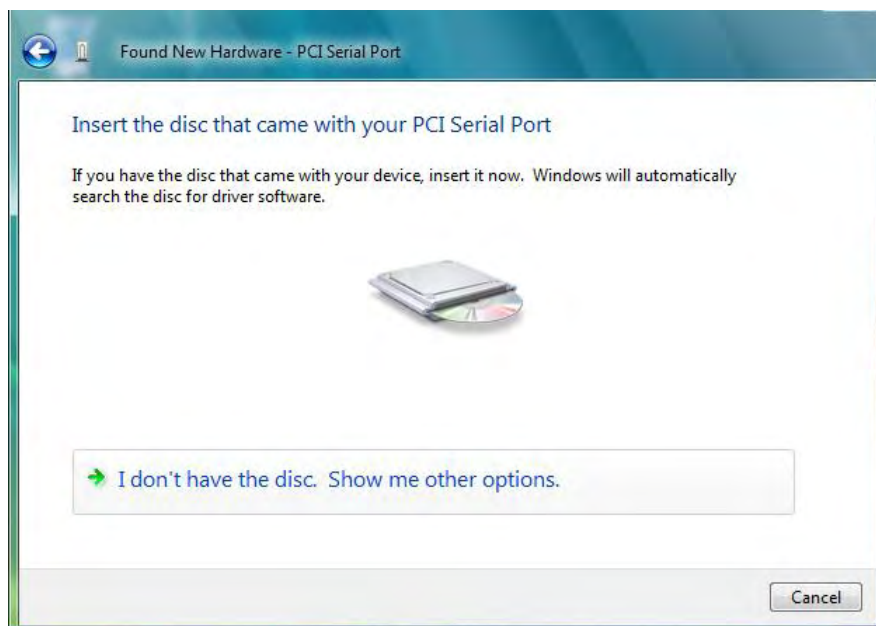 Found New Hardware - PCI Serial Port
Insert the disc that came with your PCI Serial Port
If you have the disc that came with your device, insert it now.  Windows will automatically
search the disc for driver software.
I don't have the disc.  Show me other options.
Cancel